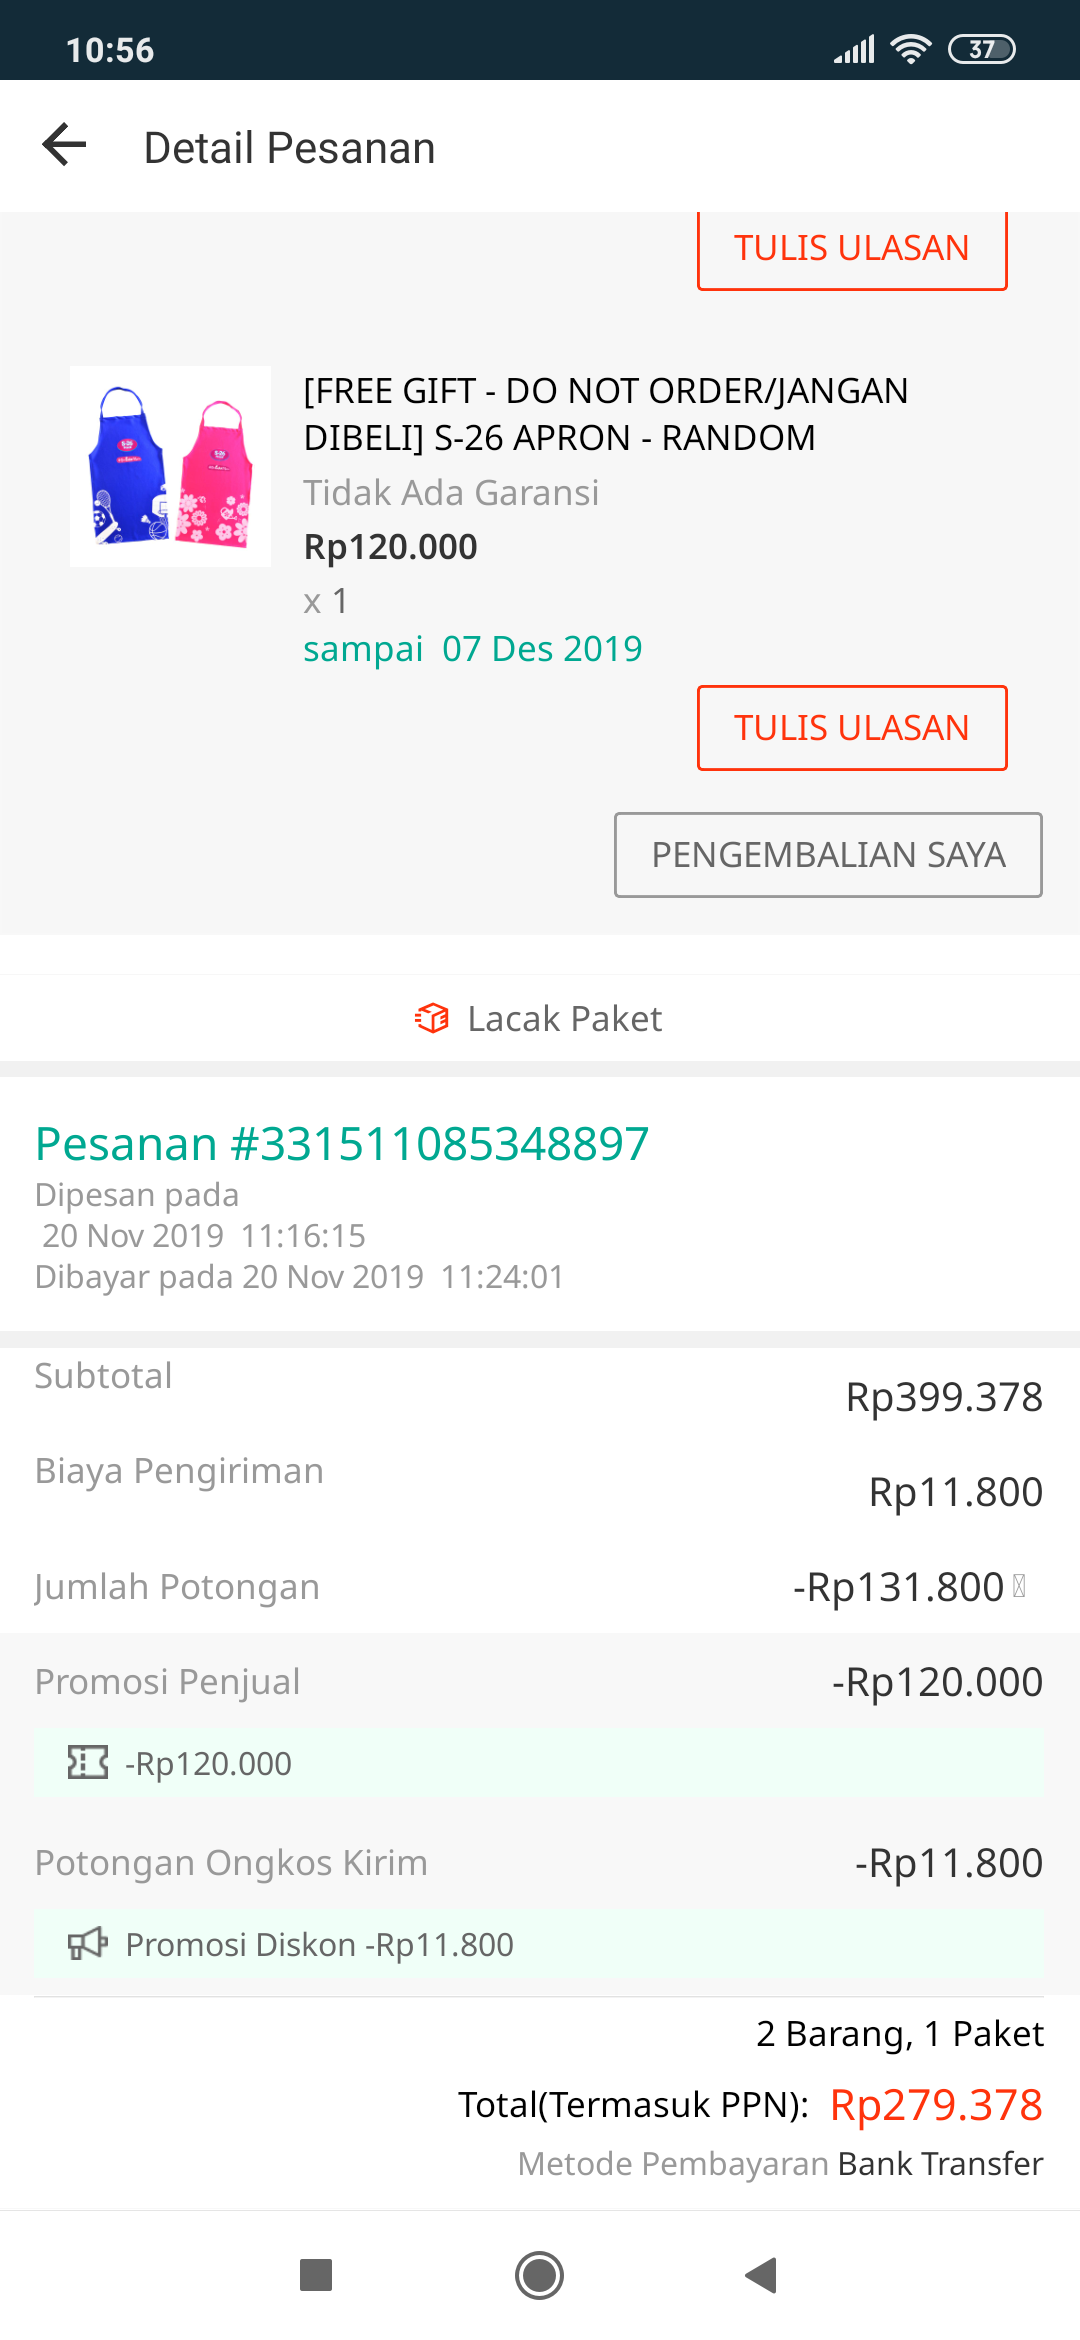 10:56
37
Detail Pesanan
TULIS ULASAN
[FREE GIFT - DO NOT ORDER/JANGAN
DIBELI] S-26 APRON - RANDOM
Tidak Ada Garansi
Rp120.000
x 1
sampai 07 Des 2019
TULIS ULASAN
PENGEMBALIAN SAYA
Lacak Paket
Pesanan #331511085348897
Dipesan pada
20 Nov 2019 11:16:15
Dibayar pada 20 Nov 2019 11:24:01
Subtotal
Rp399.378
Biaya Pengiriman
Rp11.800
Jumlah Potongan -Rp131.800
Promosi Penjual -Rp120.000
-Rp120.000
Potongan Ongkos Kirim -Rp11.800
Promosi Diskon -Rp11.800
2 Barang, 1 Paket
Total(Termasuk PPN): Rp279.378
Metode Pembayaran Bank Transfer